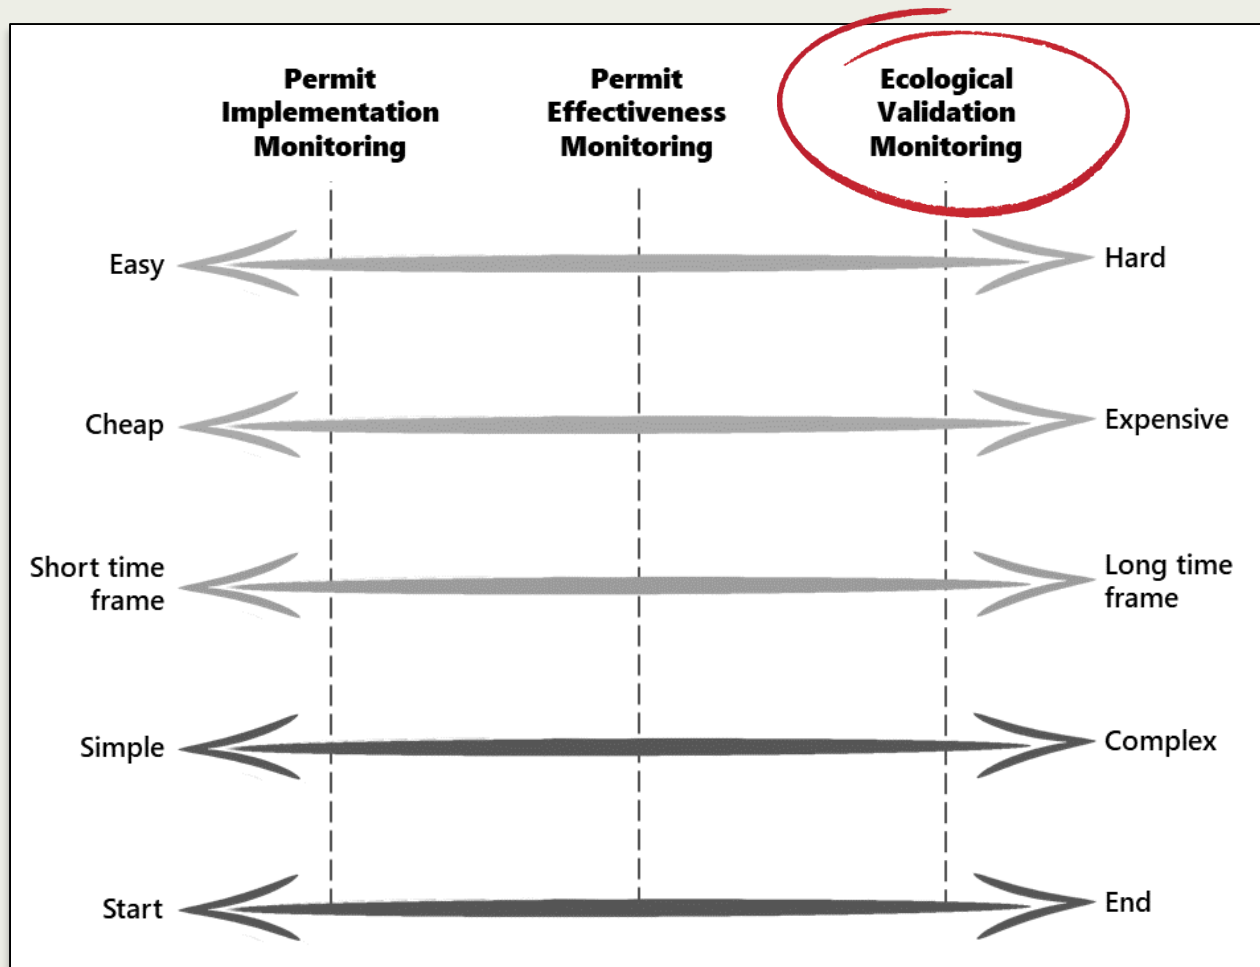 Permit
Implementation
Monitoring
Permit
Effectiveness
Monitoring
Ecological
Validation
Monitoring
Easy
Hard
Cheap
Expensive
Short time
frame
Long time
frame
Simple
Complex
Start
End